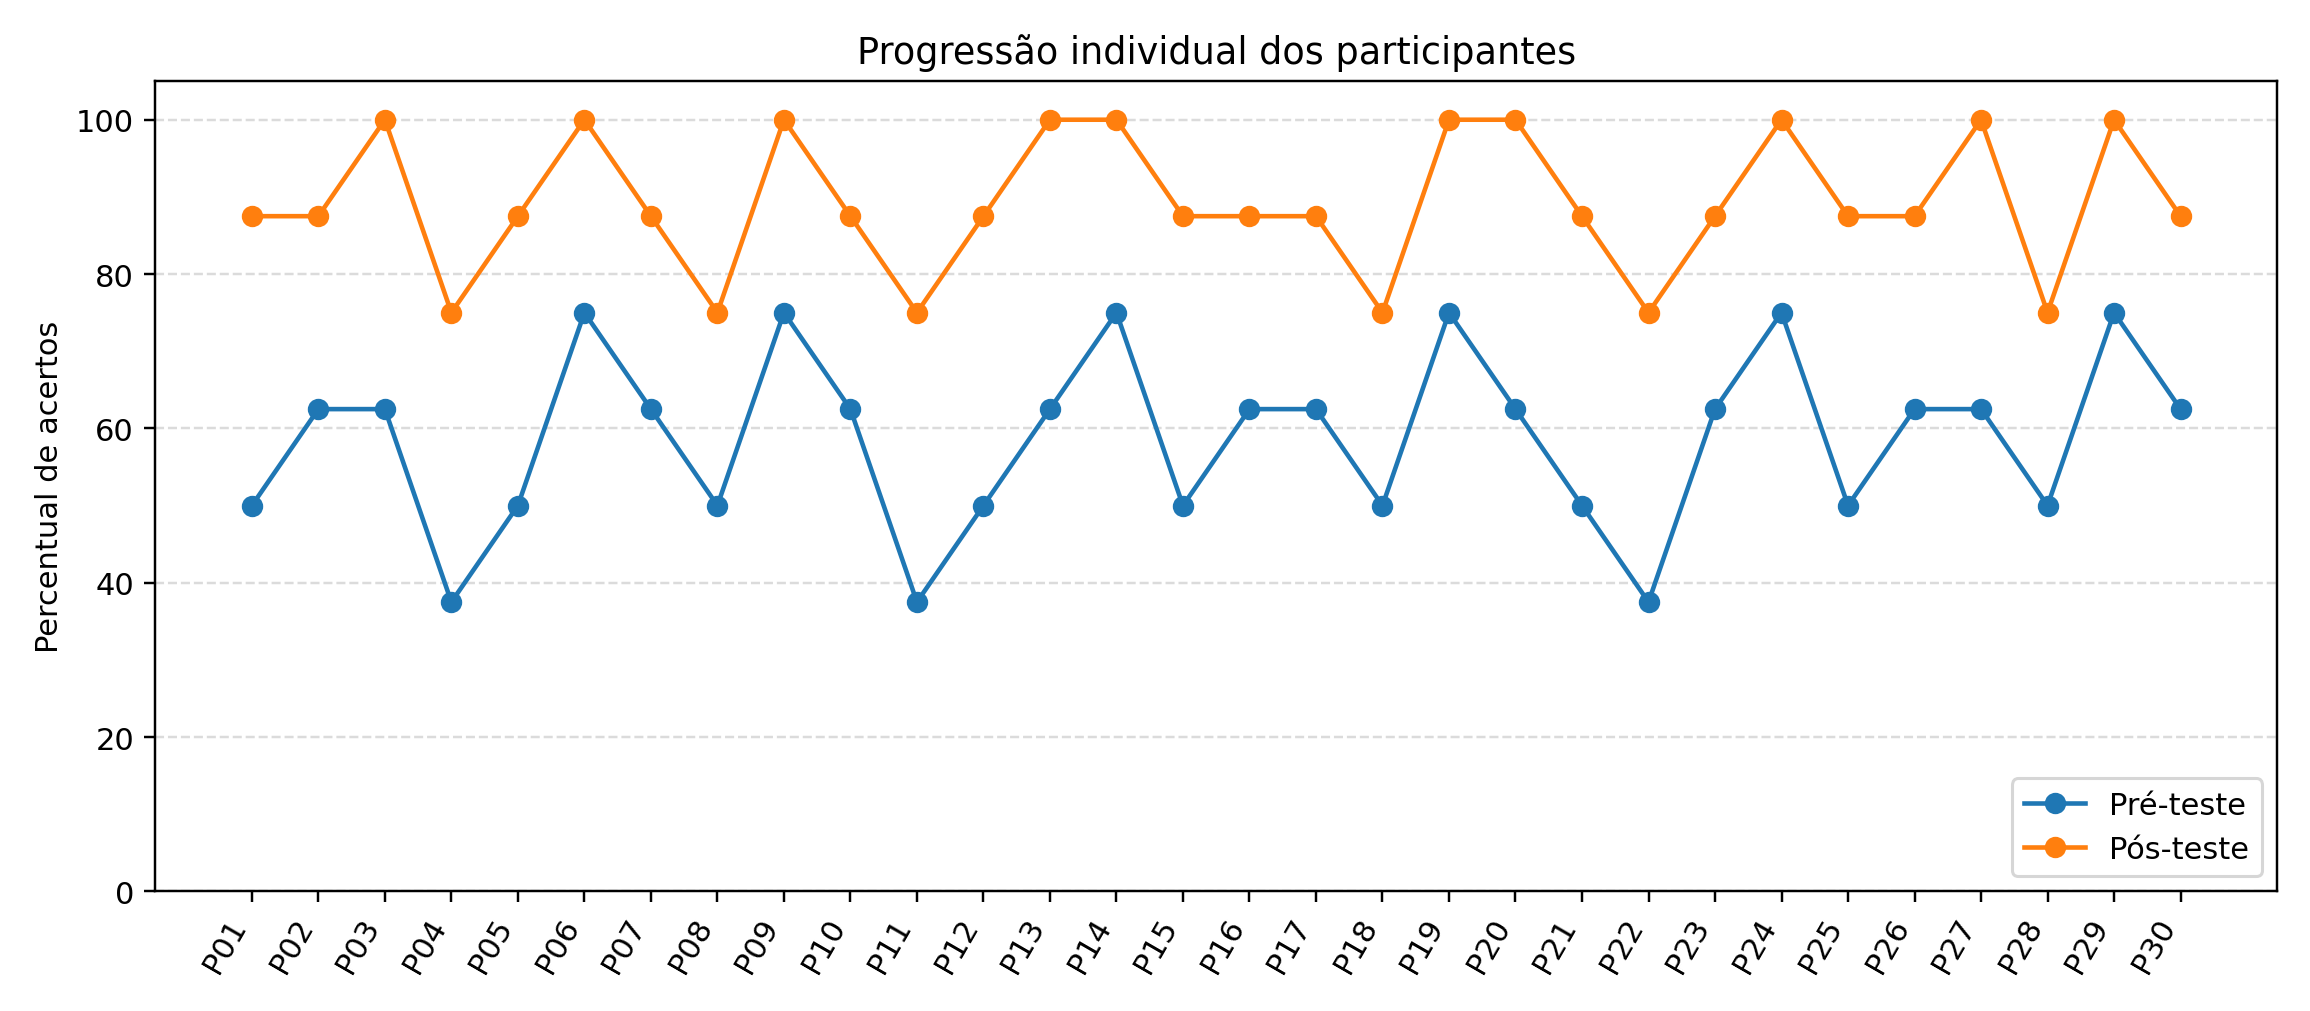 Progressão individual dos participantes
Percentual de acertos
100
80
60
40
20
0
P01 P02 P03 P04 P05 P06 P07 P08 P09 P10 P11 P12 P13 P14 P15 P16 P17 P18 P19 P20 P21 P22 P23 P24 P25 P26 P27 P28 P29 P30
Pré-teste
Pós-teste